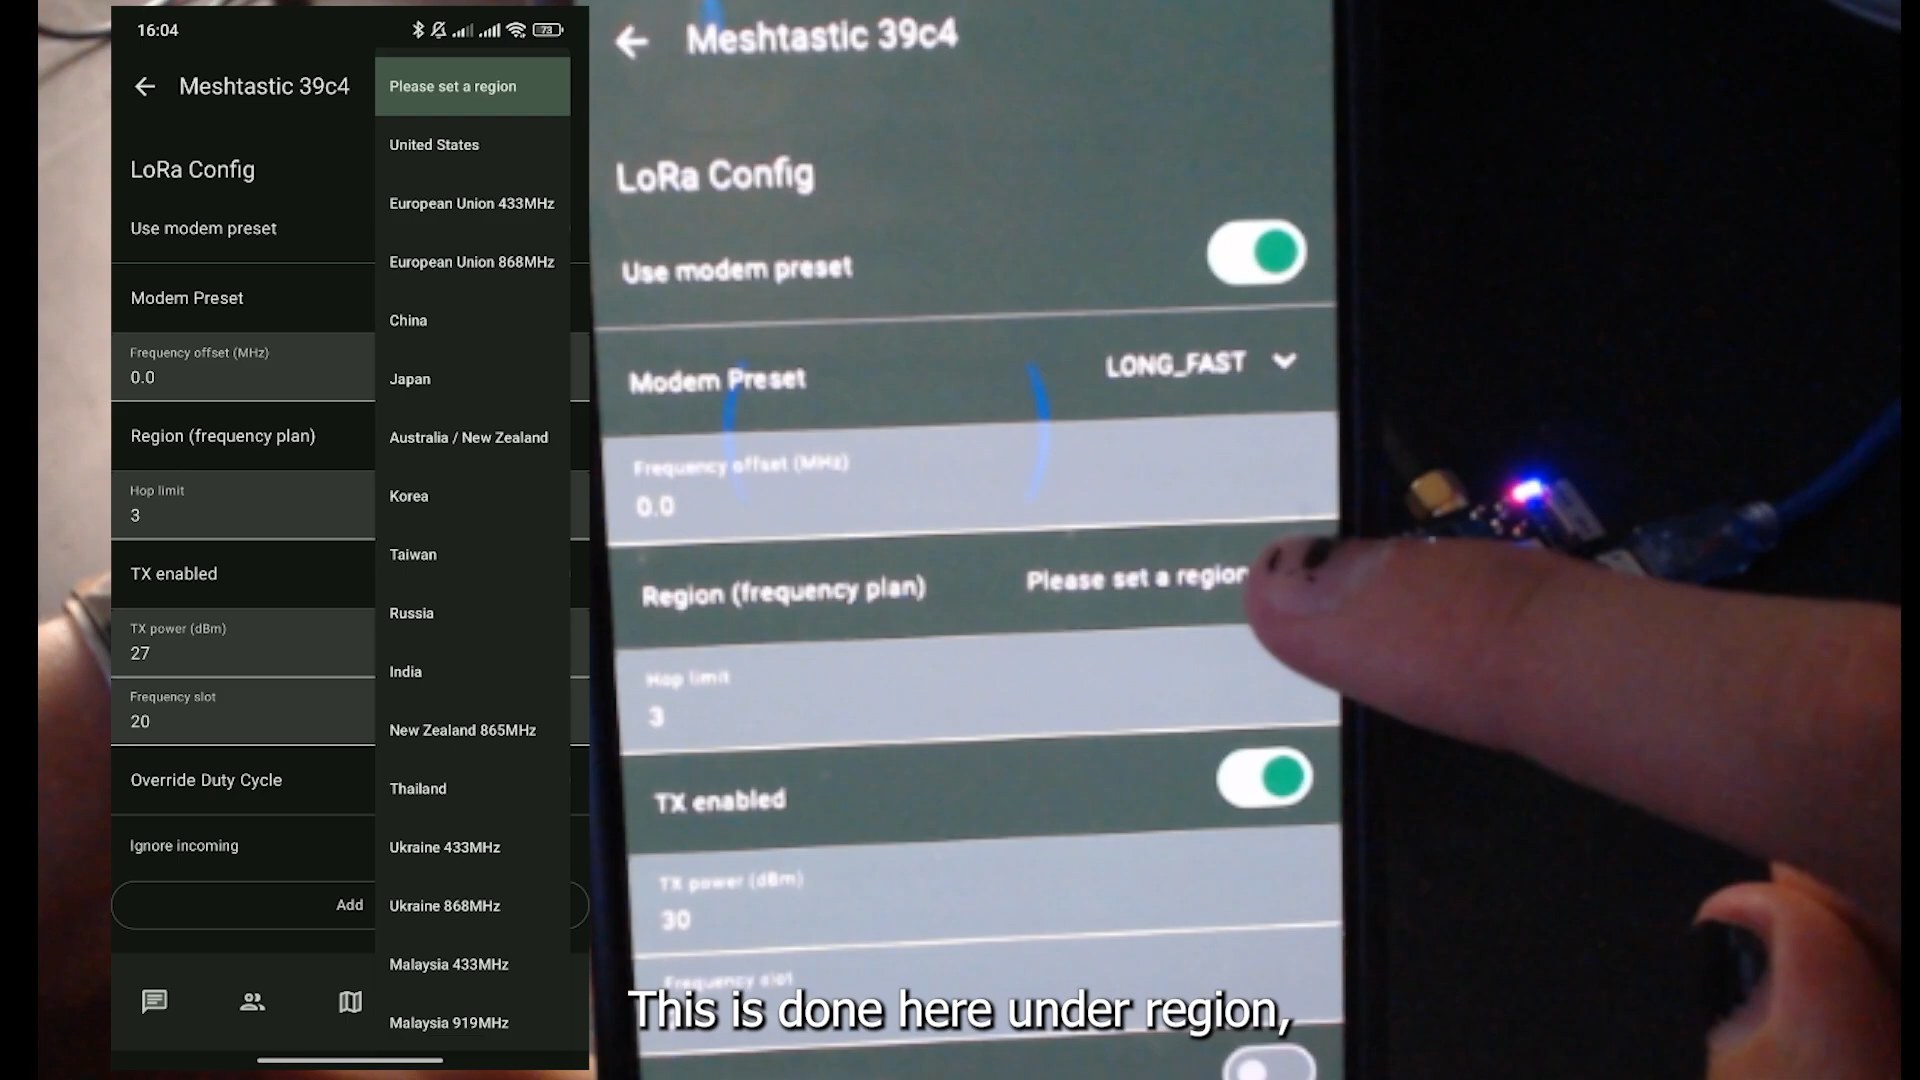 16:04
73
Meshtastic 39c4
LoRa Config
Use modem preset
Modem Preset
Frequency offset (MHz)
0.0
Region (frequency plan)
Hop limit
3
TX enabled
TX power (dBm)
27
Frequency slot
20
Override Duty Cycle
Ignore incoming
Add
Please set a region
United States
European Union 433MHz
European Union 868MHz
China
Japan
Australia / New Zealand
Korea
Taiwan
Russia
India
New Zealand 865MHz
Thailand
Ukraine 433MHz
Ukraine 868MHz
Malaysia 433MHz
Malaysia 919MHz
Meshtastic 39c4
LoRa Config
Use modem preset
Modem Preset LONG_FAST
Frequency offset (MHz)
0.0
Region (frequency plan) Please set a region
Hop limit
3
TX enabled
TX power (dBm)
30
Frequency slot
This is done here under region,